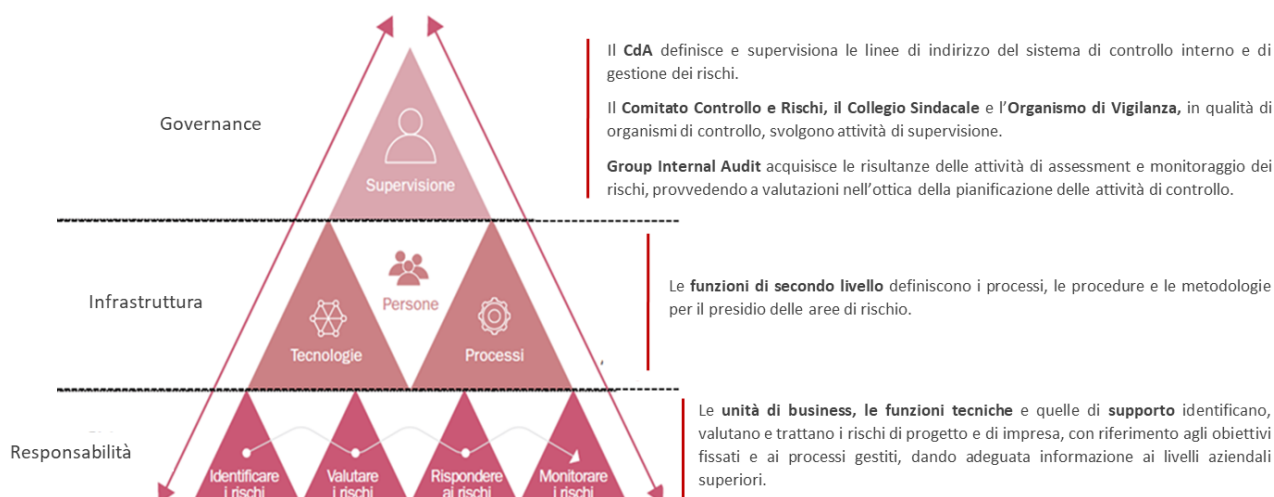 Governance
Supervisione
Il CdA definisce e supervisiona le linee di indirizzo del sistema di controllo interno e di
gestione dei rischi.
Il Comitato Controllo e Rischi, il Collegio Sindacale e l'Organismo di Vigilanza, in qualità di
organismi di controllo, svolgono attività di supervisione.
Group Internal Audit acquisisce le risultanze delle attività di assessment e monitoraggio dei
rischi, provvedendo a valutazioni nell'ottica della pianificazione delle attività di controllo.
Infrastruttura
Persone
Tecnologie
Processi
Le funzioni di secondo livello definiscono i processi, le procedure e le metodologie
per il presidio delle aree di rischio.
Responsabilità
Identificare
i rischi
Valutare
i rischi
Rispondere
ai rischi
Monitorare
i rischi
Le unità di business, le funzioni tecniche e quelle di supporto identificano,
valutano e trattano i rischi di progetto e di impresa, con riferimento agli obiettivi
fissati e ai processi gestiti, dando adeguata informazione ai livelli aziendali
superiori.